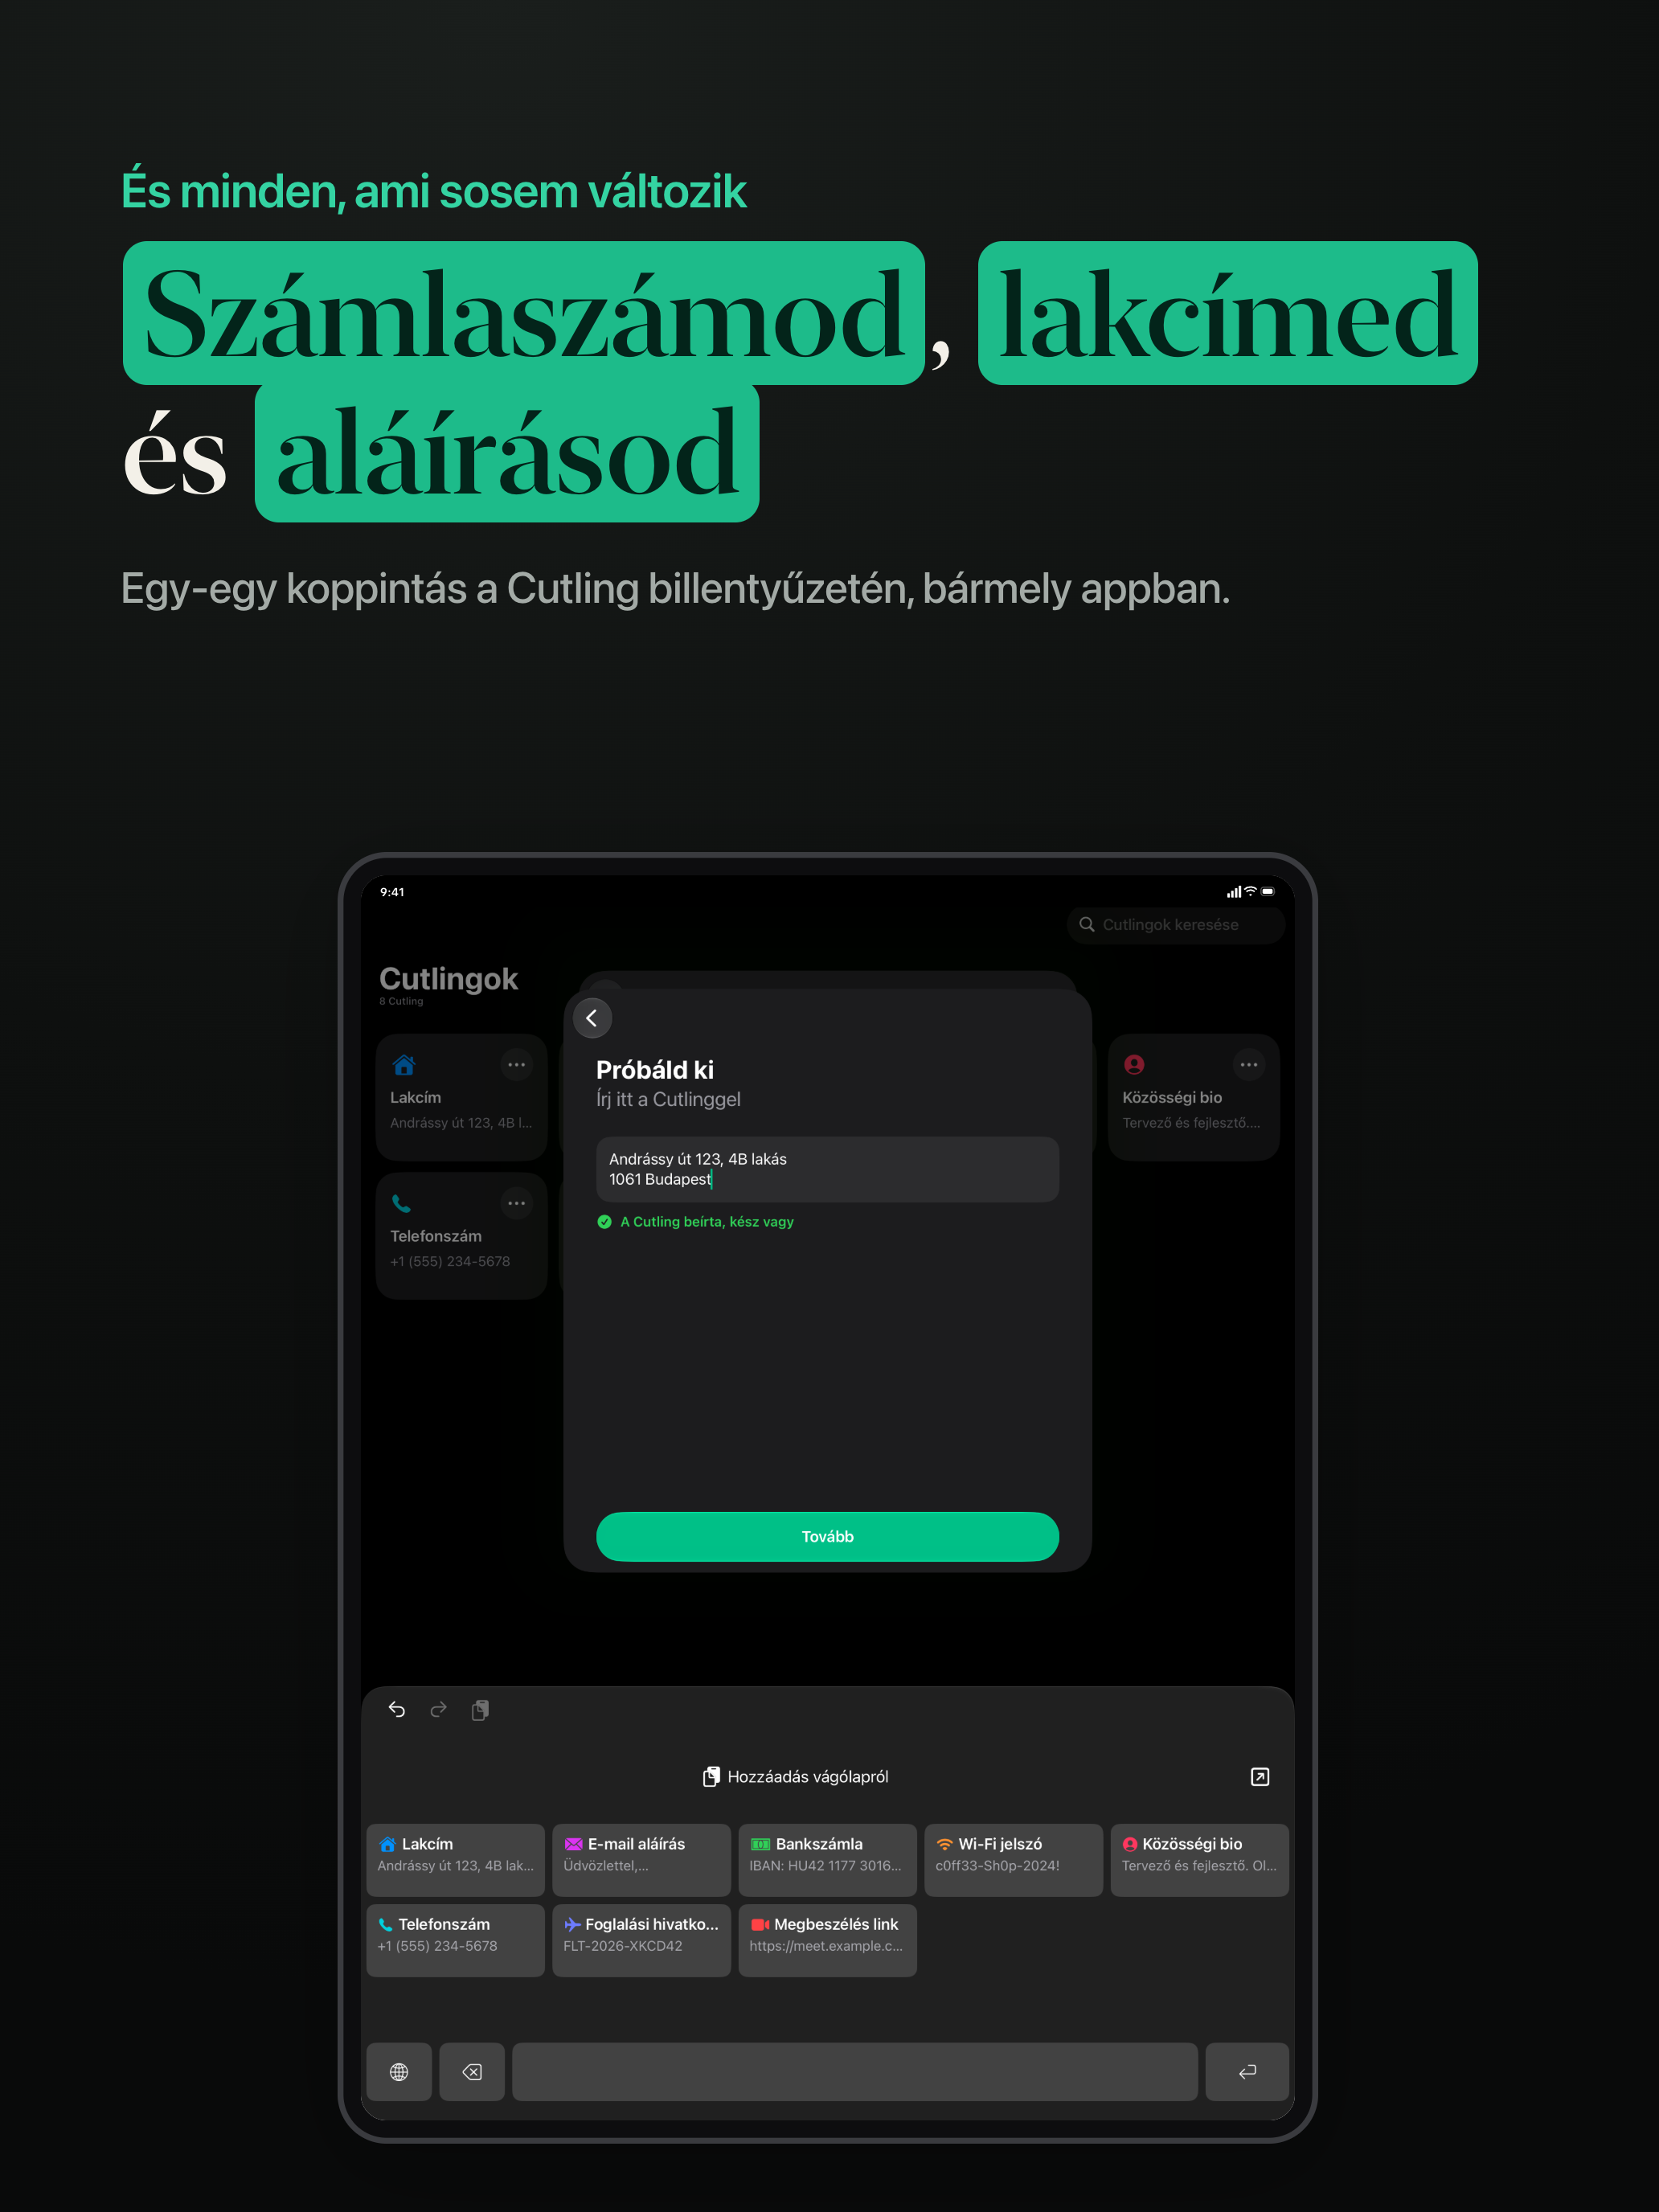 És minden, ami sosem változik
Számlaszámod, lakcímed
és aláírásod
Egy-egy koppintás a Cutling billentyűzetén, bármely appban.
9:41
Cutlingok keresése
Cutlingok
8 Cutling
Lakcím
Andrássy út 123, 4B l...
Közösségi bio
Tervező és fejlesztő....
Telefonszám
+1 (555) 234-5678
Próbáld ki
Írj itt a Cutlinggel
Andrássy út 123, 4B lakás
1061 Budapest
A Cutling beírta, kész vagy
Tovább
Hozzáadás vágólapról
Lakcím
Andrássy út 123, 4B lak...
E-mail aláírás
Üdvözlettel,...
Bankszámla
IBAN: HU42 1177 3016...
Wi-Fi jelszó
c0ff33-Sh0p-2024!
Közösségi bio
Tervező és fejlesztő. Ol...
Telefonszám
+1 (555) 234-5678
Foglalási hivatko...
FLT-2026-XKCD42
Megbeszélés link
https://meet.example.c...